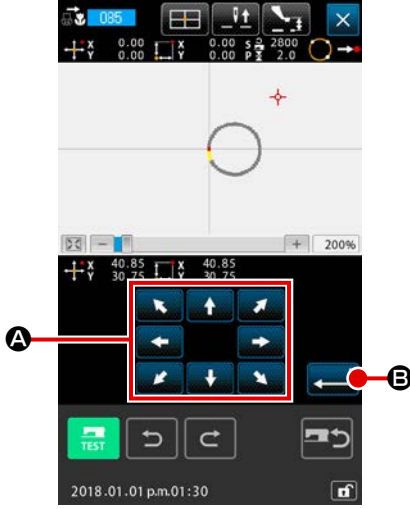 085
X 0.00 X 0.00 S 2800
Y 0.00 Y 0.00 P 2.0
− + 200%
X 40.85 X 40.85
Y 30.75 Y 30.75
A
B
TEST
2018.01.01 p.m.01:30